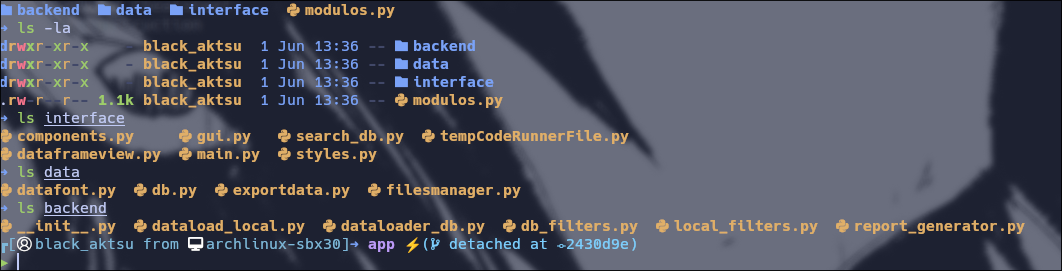 backend data interface modulos.py
→ ls -la
drwxr-xr-x - black_aktsu 1 Jun 13:36 -- backend
drwxr-xr-x - black_aktsu 1 Jun 13:36 -- data
drwxr-xr-x - black_aktsu 1 Jun 13:36 -- interface
.rw-r--r-- 1.1k black_aktsu 1 Jun 13:36 -- modulos.py
→ ls interface
components.py gui.py search_db.py tempCodeRunnerFile.py
dataframeview.py main.py styles.py
→ ls data
datafont.py db.py exportdata.py filesmanager.py
→ ls backend
__init__.py dataload_local.py dataloader_db.py db_filters.py local_filters.py report_generator.py
[black_aktsu from archlinux-sbx30]→ app ⚡( detached at 2430d9e)